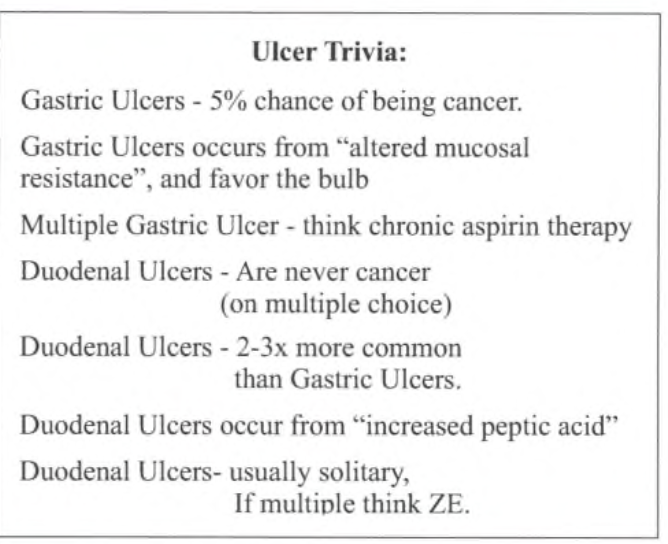 Ulcer Trivia:
Gastric Ulcers - 5% chance of being cancer.
Gastric Ulcers occurs from “altered mucosal
resistance”, and favor the bulb
Multiple Gastric Ulcer - think chronic aspirin therapy
Duodenal Ulcers - Are never cancer
(on multiple choice)
Duodenal Ulcers - 2-3x more common
than Gastric Ulcers.
Duodenal Ulcers occur from “increased peptic acid”
Duodenal Ulcers- usually solitary,
If multiple think ZE.